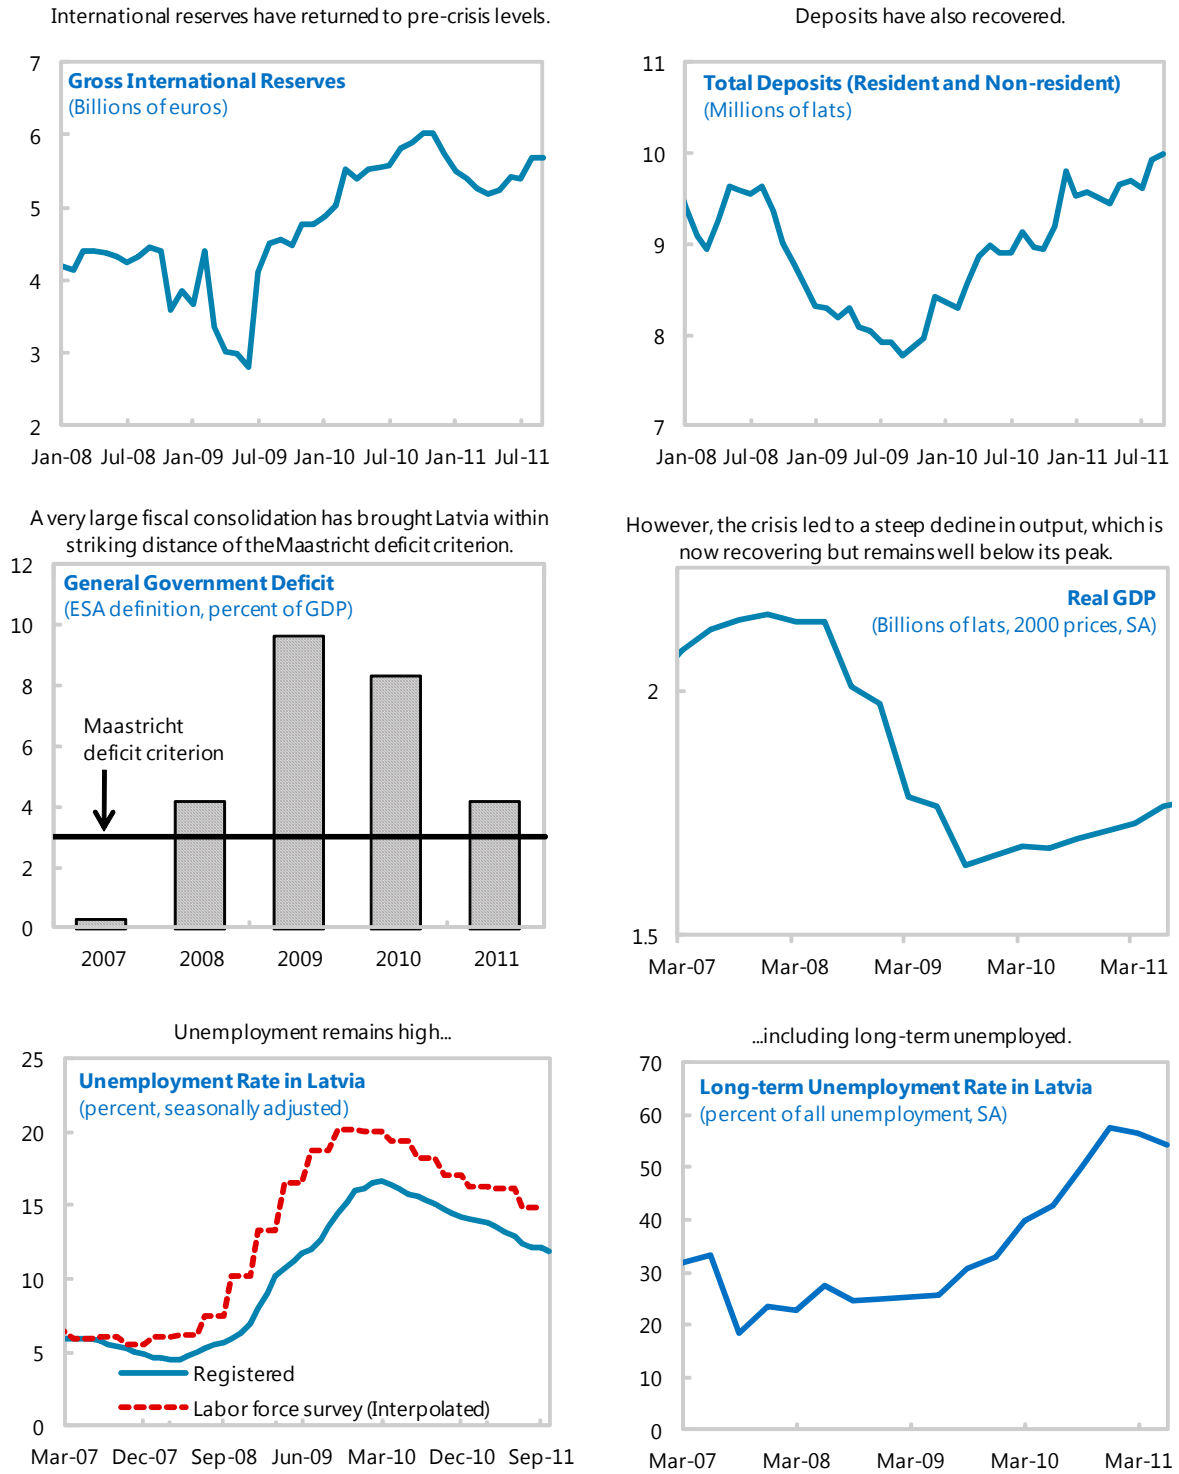 International reserves have returned to pre-crisis levels.
Gross International Reserves
(Billions of euros)
7
6
5
4
3
2
Jan-08 Jul-08 Jan-09 Jul-09 Jan-10 Jul-10 Jan-11 Jul-11
Deposits have also recovered.
Total Deposits (Resident and Non-resident)
(Millions of lats)
11
10
9
8
7
Jan-08 Jul-08 Jan-09 Jul-09 Jan-10 Jul-10 Jan-11 Jul-11
A very large fiscal consolidation has brought Latvia within
striking distance of the Maastricht deficit criterion.
General Government Deficit
(ESA definition, percent of GDP)
12
10
8
6
4
2
0
Maastricht
deficit criterion
2007 2008 2009 2010 2011
However, the crisis led to a steep decline in output, which is
now recovering but remains well below its peak.
Real GDP
(Billions of lats, 2000 prices, SA)
2
1.5
Mar-07 Mar-08 Mar-09 Mar-10 Mar-11
Unemployment remains high...
Unemployment Rate in Latvia
(percent, seasonally adjusted)
25
20
15
10
5
0
Registered
Labor force survey (Interpolated)
Mar-07 Dec-07 Sep-08 Jun-09 Mar-10 Dec-10 Sep-11
...including long-term unemployed.
Long-term Unemployment Rate in Latvia
(percent of all unemployment, SA)
70
60
50
40
30
20
10
0
Mar-07 Mar-08 Mar-09 Mar-10 Mar-11